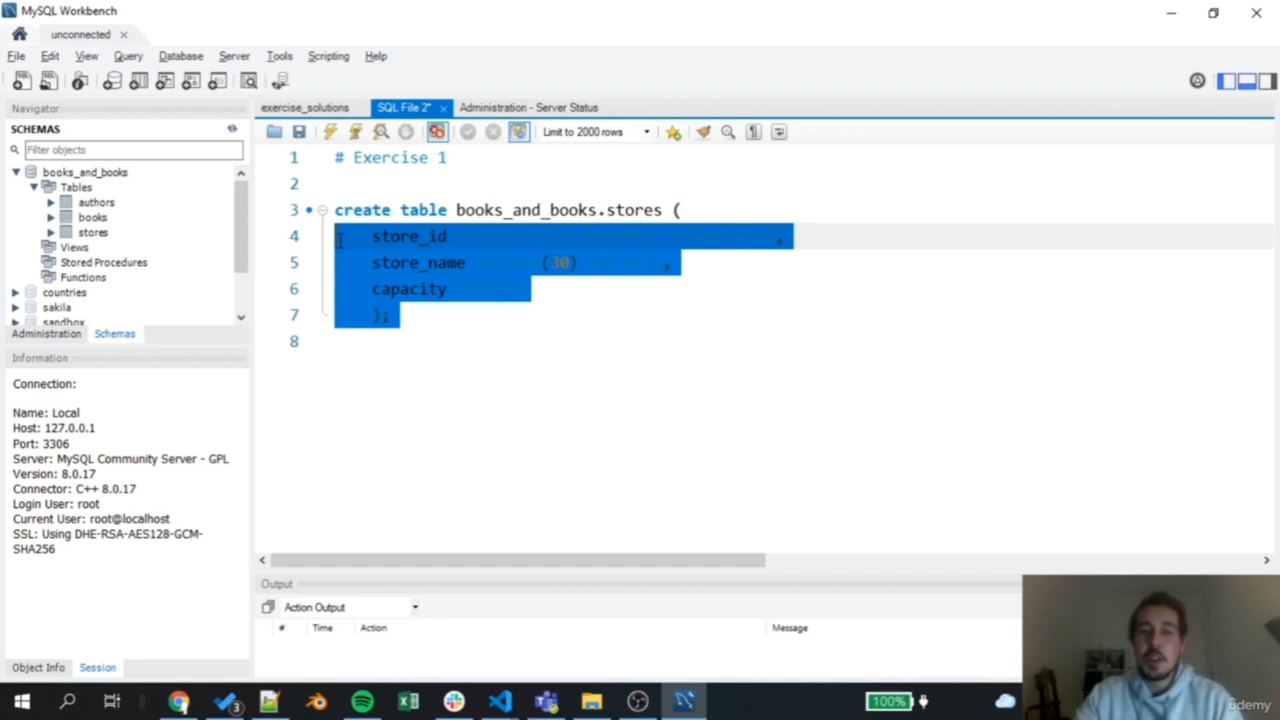 MySQL Workbench
unconnected
File Edit View Query Database Server Tools Scripting Help
Navigator
SCHEMAS
Filter objects
books_and_books
Tables
authors
books
stores
Views
Stored Procedures
Functions
countries
sakila
sandbox
Administration Schemas
Information
Connection:
Name: Local
Host: 127.0.0.1
Port: 3306
Server: MySQL Community Server - GPL
Version: 8.0.17
Connector: C++ 8.0.17
Login User: root
Current User: root@localhost
SSL: Using DHE-RSA-AES128-GCM-
SHA256
Object Info Session
exercise_solutions SQL File 2* Administration - Server Status
Limit to 2000 rows
1 # Exercise 1
2
3 create table books_and_books.stores (
4 store_id ,
5 store_name (30) ,
6 capacity
7 );
8
Output
Action Output
# Time Action Message
3
100%
ûdemy